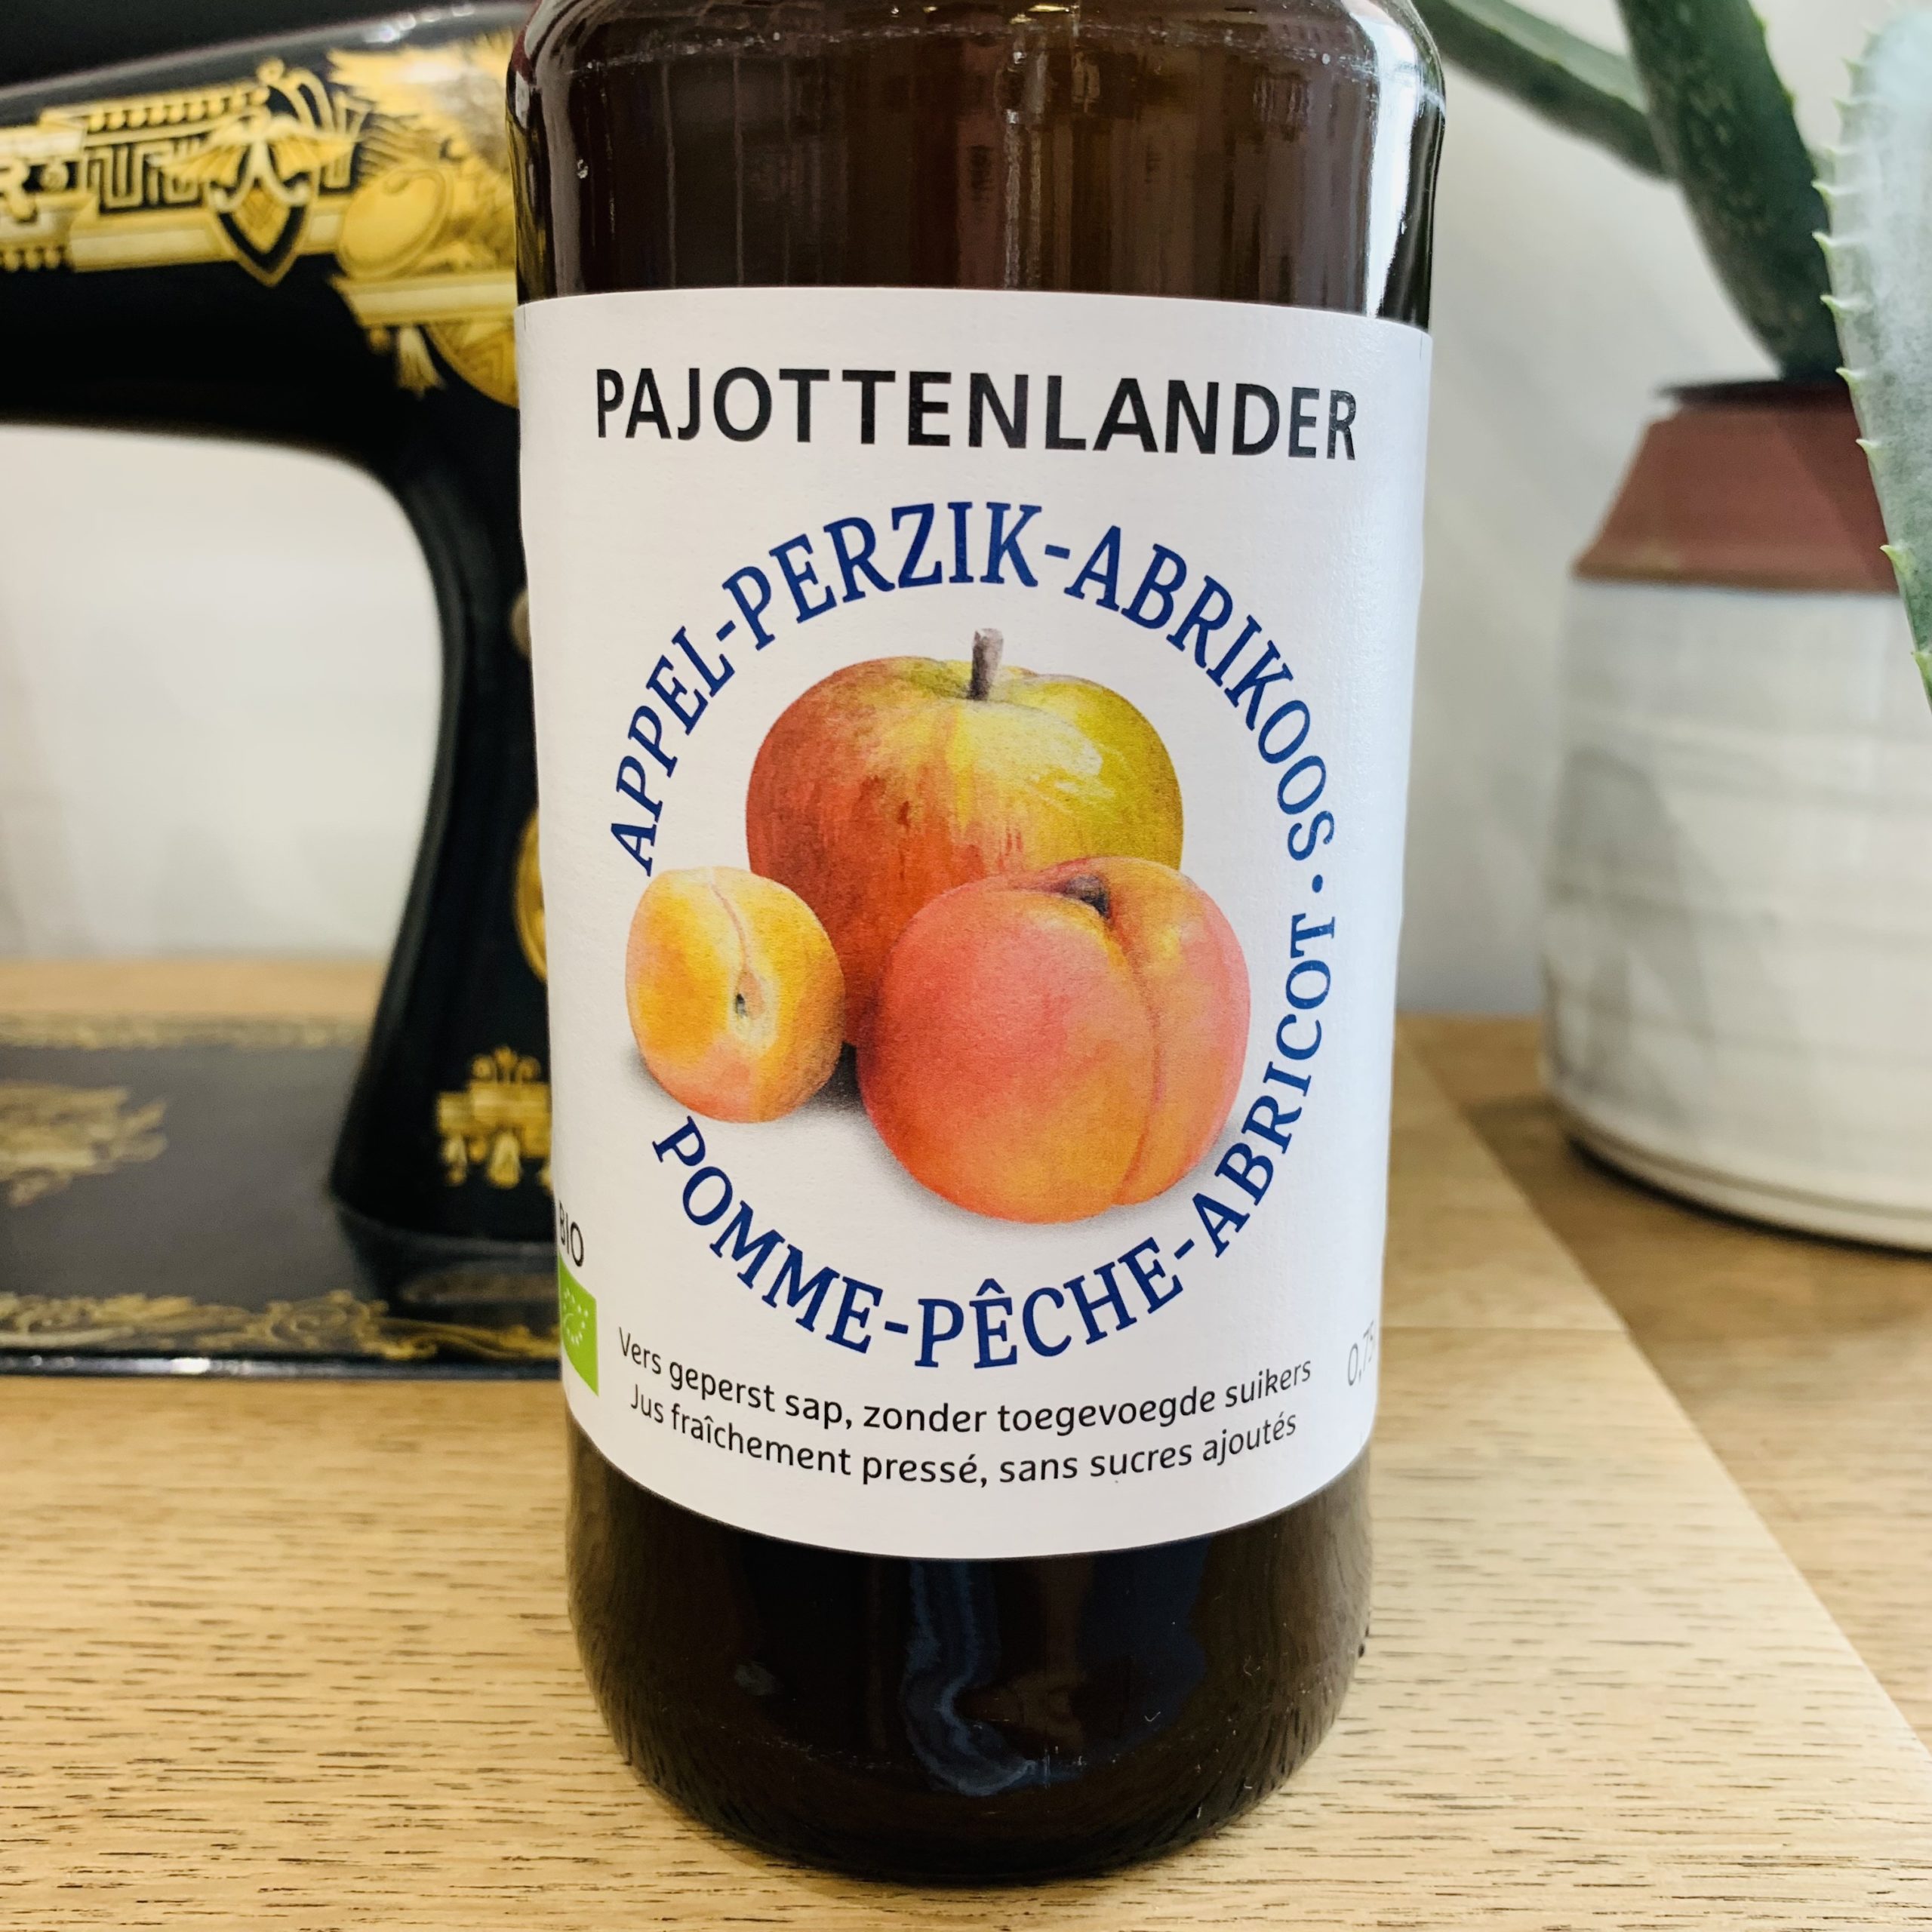 PAJOTTENLANDER
APPEL-PERZIK-ABRIKOOS ·
POMME-PÊCHE-ABRICOT
BIO
Vers geperst sap, zonder toegevoegde suikers
Jus fraîchement pressé, sans sucres ajoutés